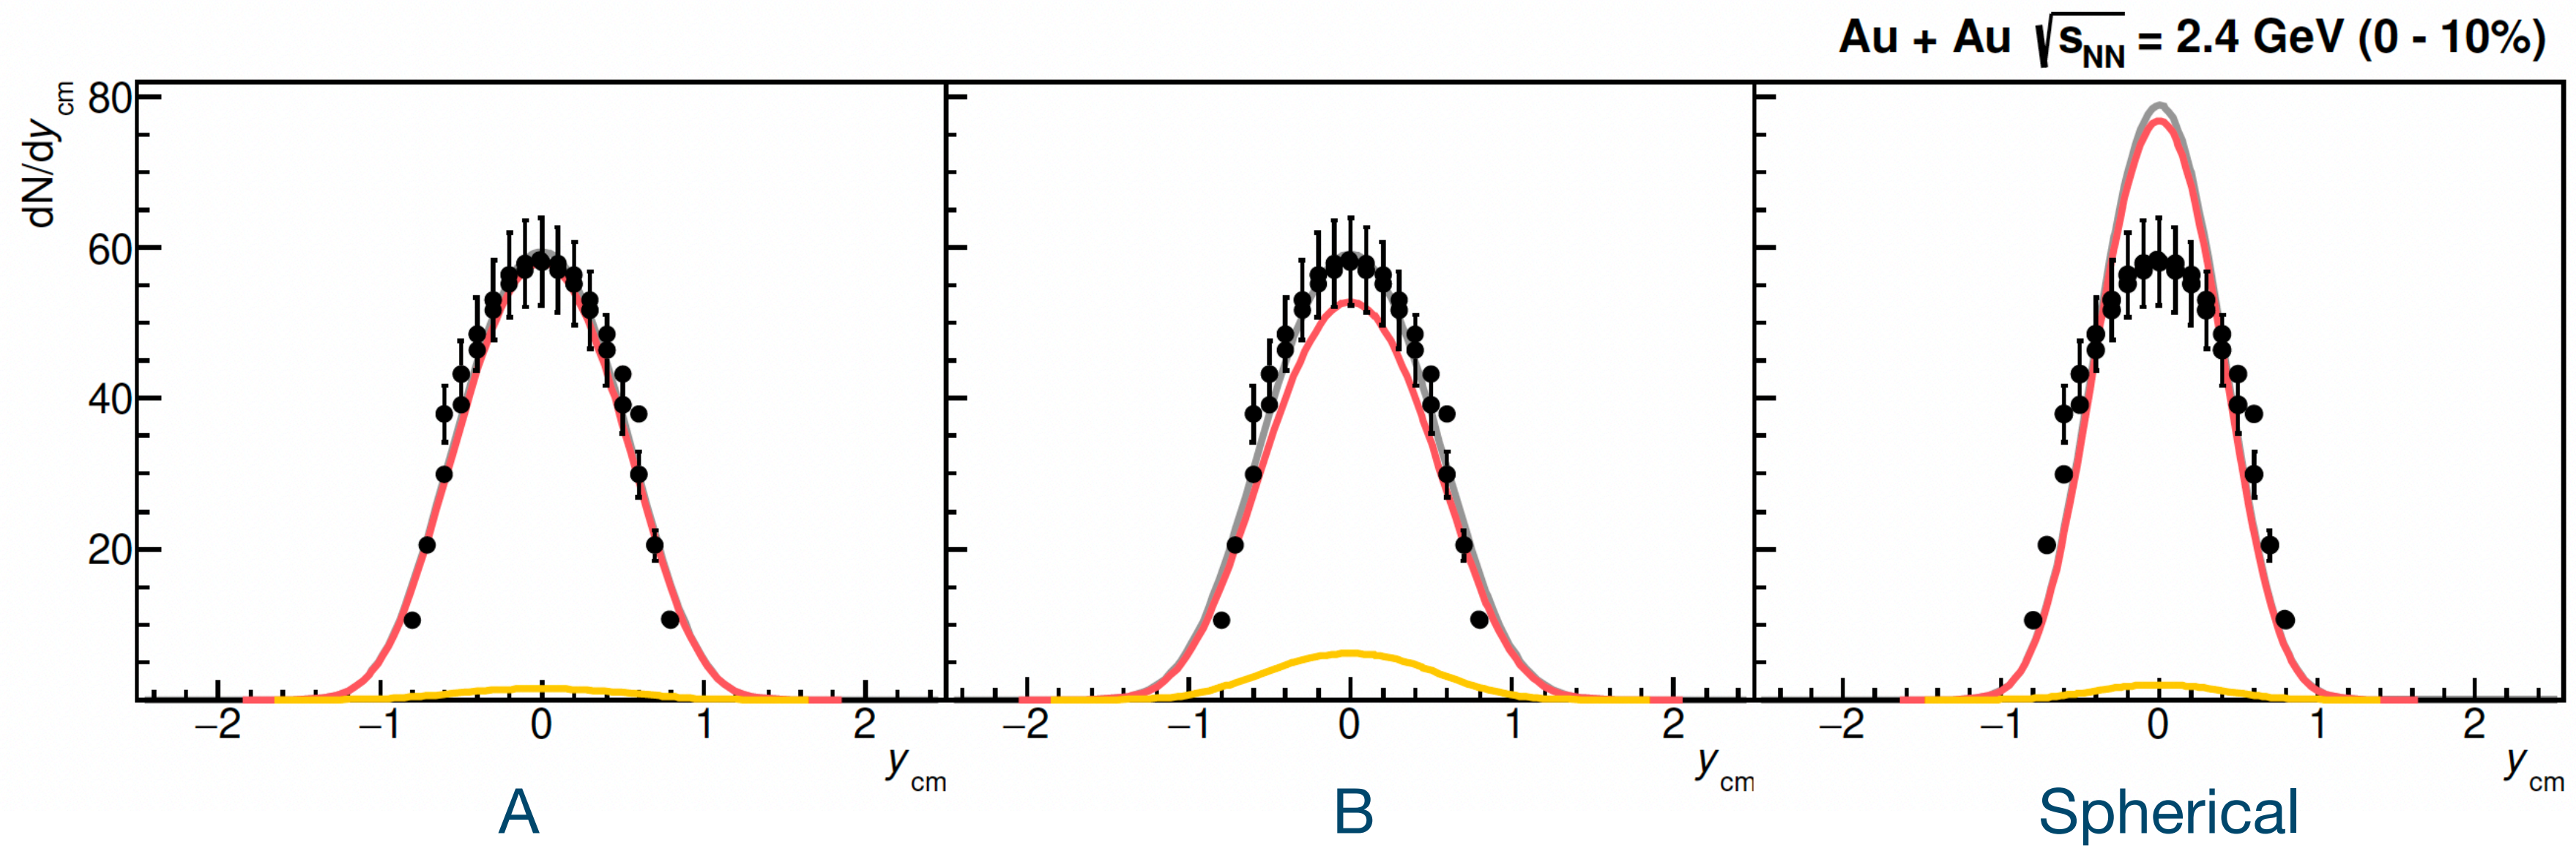 Au + Au √sNN = 2.4 GeV (0 - 10%)
dN/dycm
80
60
40
20
−2 −1 0 1 2
−2 −1 0 1 2
−2 −1 0 1 2
ycm ycm ycm
A B Spherical